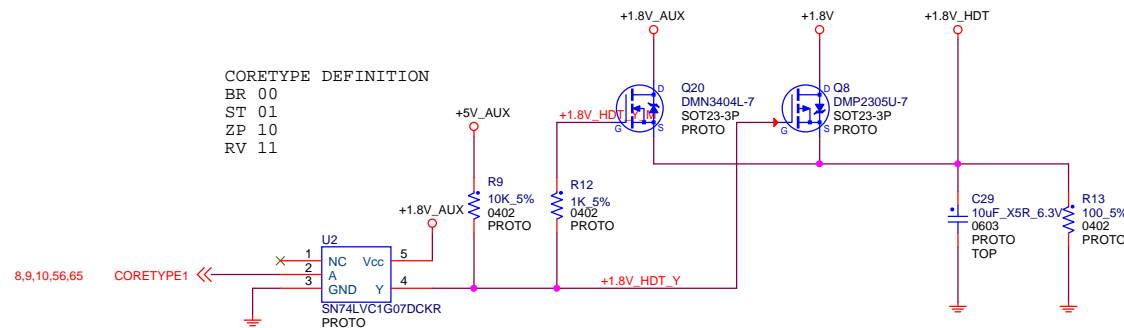 +1.8V_AUX
+1.8V
+1.8V_HDT
CORETYPE DEFINITION
BR 00
ST 01
ZP 10
RV 11
D
Q20
DMN3404L-7
SOT23-3P
PROTO
G
S
D
Q8
DMP2305U-7
SOT23-3P
PROTO
G
S
+5V_AUX
+1.8V_HDT_Y_M
R9
10K_5%
0402
PROTO
R12
1K_5%
0402
PROTO
C29
10uF_X5R_6.3V
0603
PROTO
TOP
R13
100_5%
0402
PROTO
+1.8V_AUX
U2
1 NC Vcc 5
2 A
3 GND Y 4
SN74LVC1G07DCKR
PROTO
8,9,10,56,65 CORETYPE1
+1.8V_HDT_Y